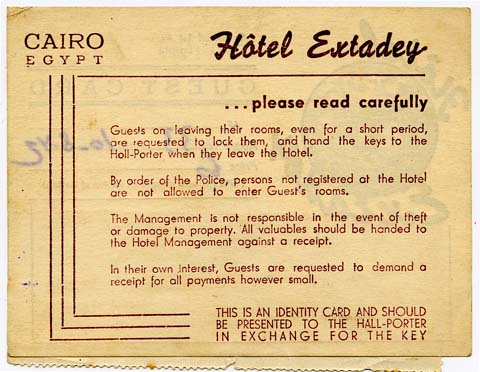 CAIRO
EGYPT
Hôtel Extadey
...please read carefully
Guests on leaving their rooms, even for a short period,
are requested to lock them, and hand the keys to the
Holl-Porter when they leave the Hotel.
By order of the Police, persons not registered at the Hotel
are not allowed to enter Guest's rooms.
The Management is not responsible in the event of theft
or damage to property. All valuables should be handed to
the Hotel Management against a receipt.
In their own interest, Guests are requested to demand a
receipt for all payments however small.
THIS IS AN IDENTITY CARD AND SHOULD
BE PRESENTED TO THE HALL-PORTER
IN EXCHANGE FOR THE KEY